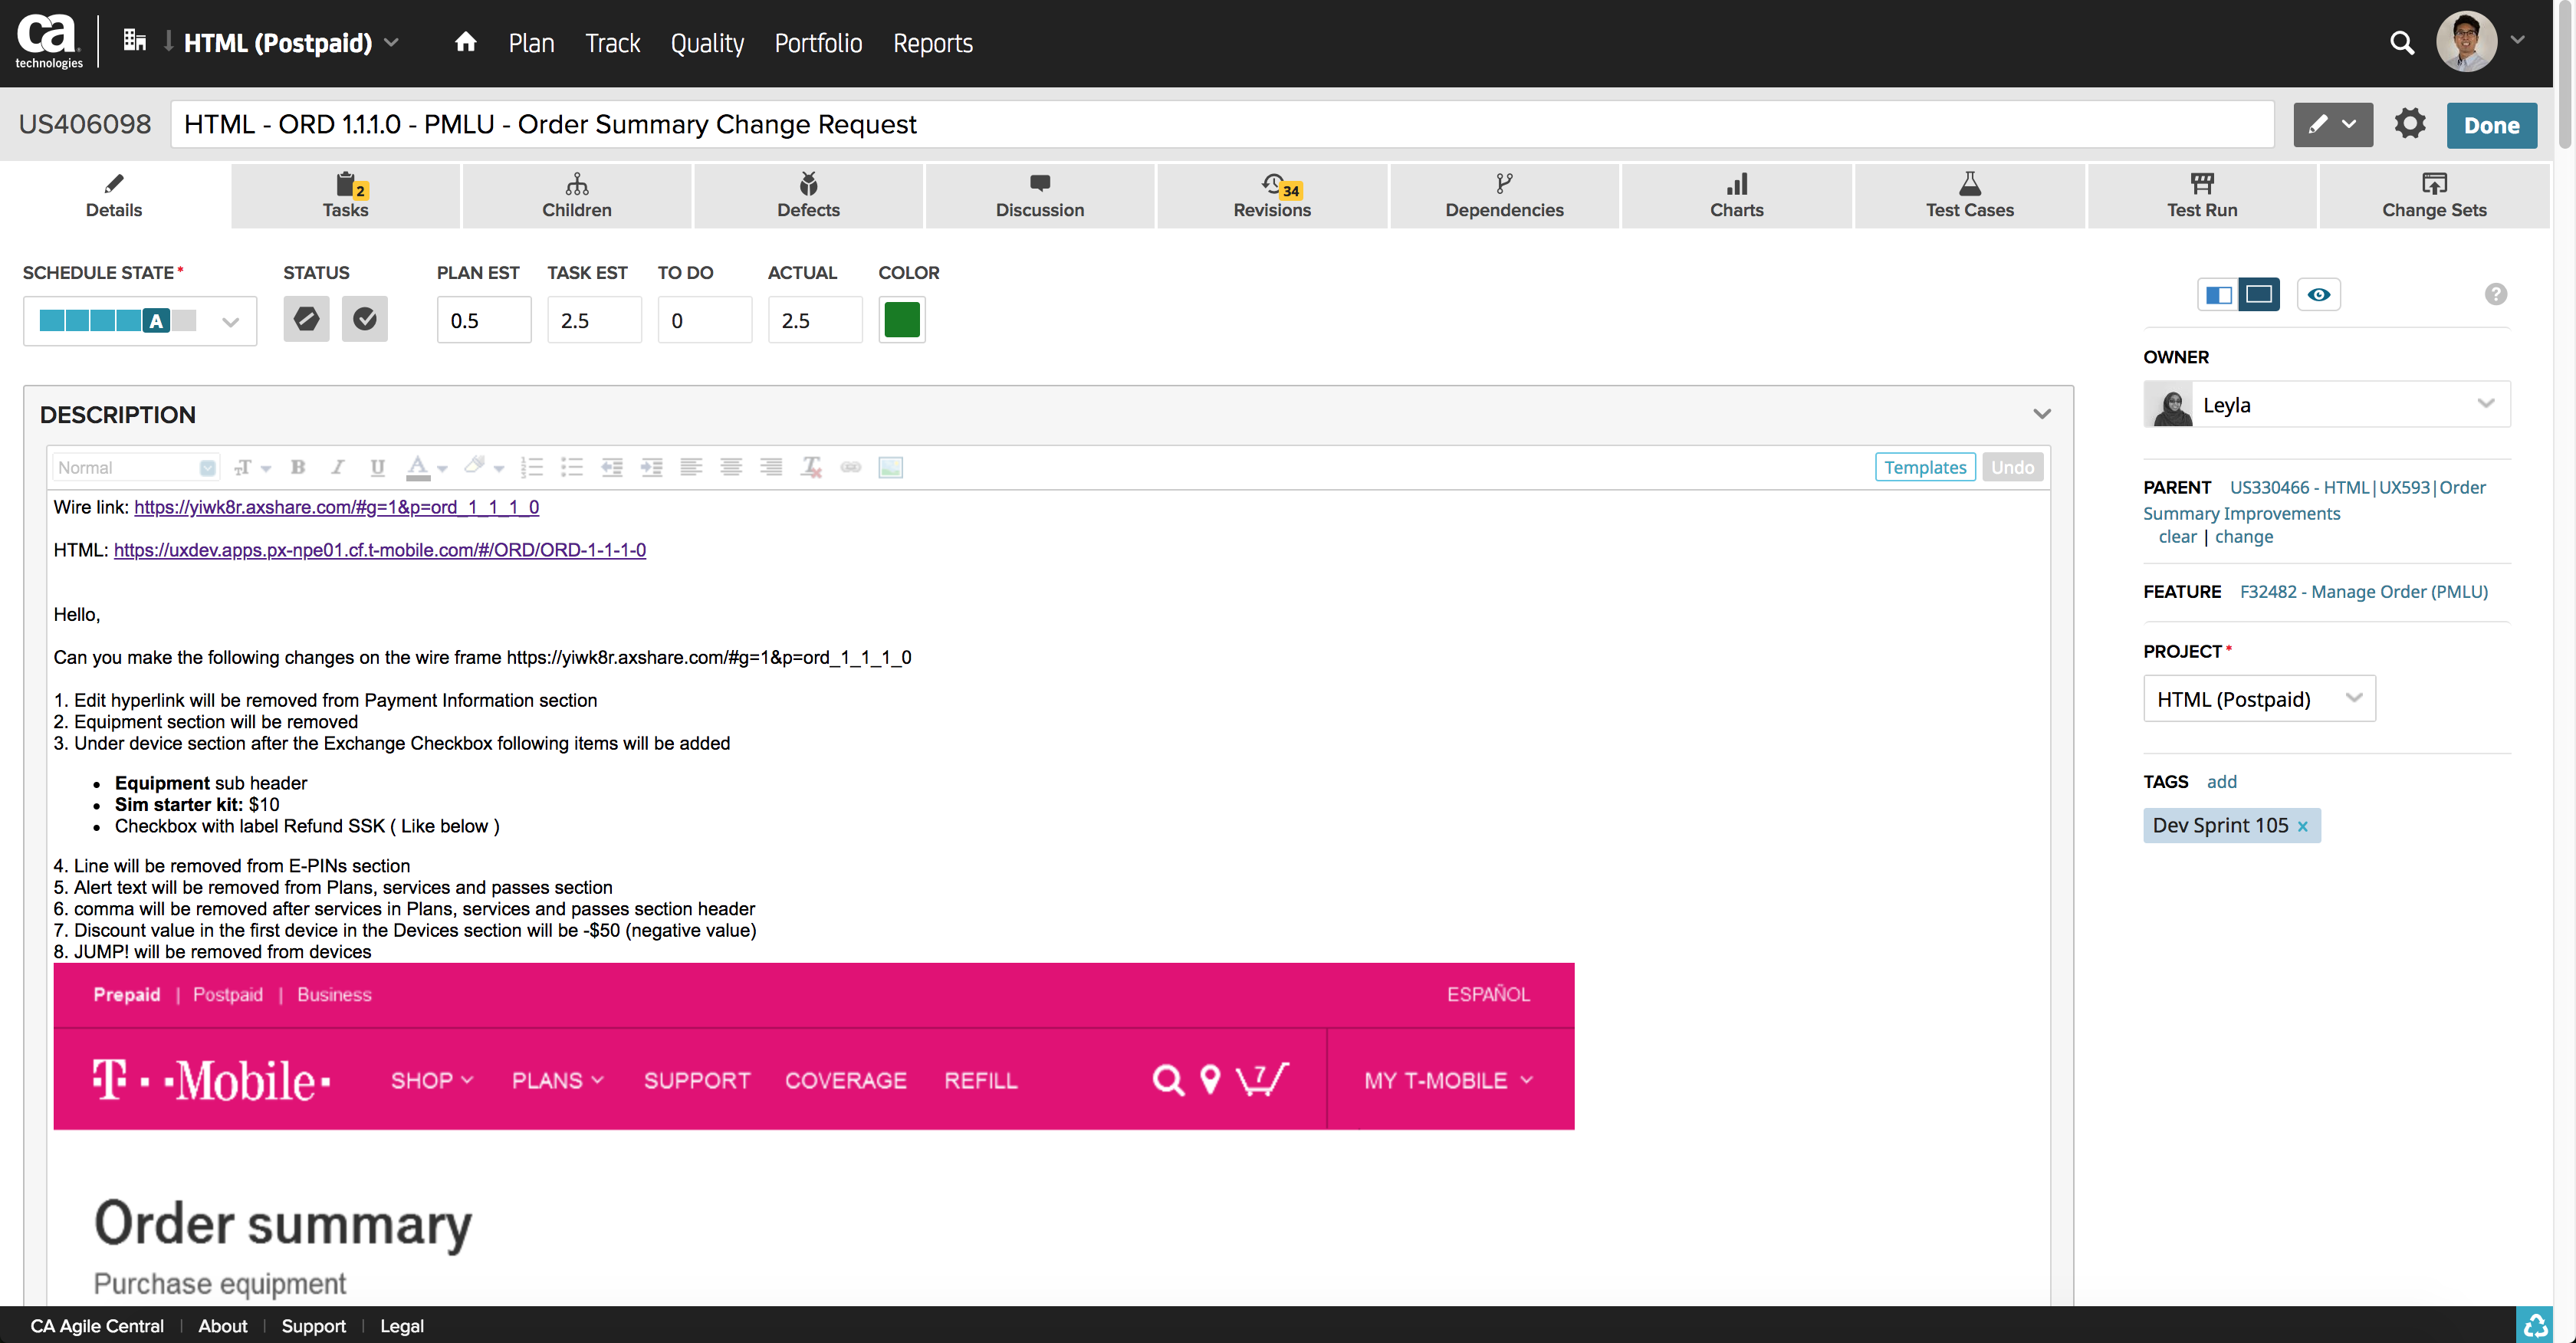 ca
technologies
HTML (Postpaid)
Plan
Track
Quality
Portfolio
Reports
US406098
HTML - ORD 1.1.1.0 - PMLU - Order Summary Change Request
Done
Details
2
Tasks
Children
Defects
Discussion
34
Revisions
Dependencies
Charts
Test Cases
Test Run
Change Sets
SCHEDULE STATE*
STATUS
PLAN EST
TASK EST
TO DO
ACTUAL
COLOR
A
0.5
2.5
0
2.5
?
OWNER
Leyla
PARENT US330466 - HTML|UX593|Order
Summary Improvements
clear | change
FEATURE F32482 - Manage Order (PMLU)
PROJECT*
HTML (Postpaid)
TAGS add
Dev Sprint 105 x
DESCRIPTION
Normal
Templates
Undo
Wire link: https://yiwk8r.axshare.com/#g=1&p=ord_1_1_1_0
HTML: https://uxdev.apps.px-npe01.cf.t-mobile.com/#/ORD/ORD-1-1-1-0
Hello,
Can you make the following changes on the wire frame https://yiwk8r.axshare.com/#g=1&p=ord_1_1_1_0
1. Edit hyperlink will be removed from Payment Information section
2. Equipment section will be removed
3. Under device section after the Exchange Checkbox following items will be added
• Equipment sub header
• Sim starter kit: $10
• Checkbox with label Refund SSK ( Like below )
4. Line will be removed from E-PINs section
5. Alert text will be removed from Plans, services and passes section
6. comma will be removed after services in Plans, services and passes section header
7. Discount value in the first device in the Devices section will be -$50 (negative value)
8. JUMP! will be removed from devices
Prepaid | Postpaid | Business
ESPAÑOL
T··Mobile·
SHOP
PLANS
SUPPORT
COVERAGE
REFILL
7
MY T-MOBILE
Order summary
Purchase equipment
CA Agile Central | About | Support | Legal